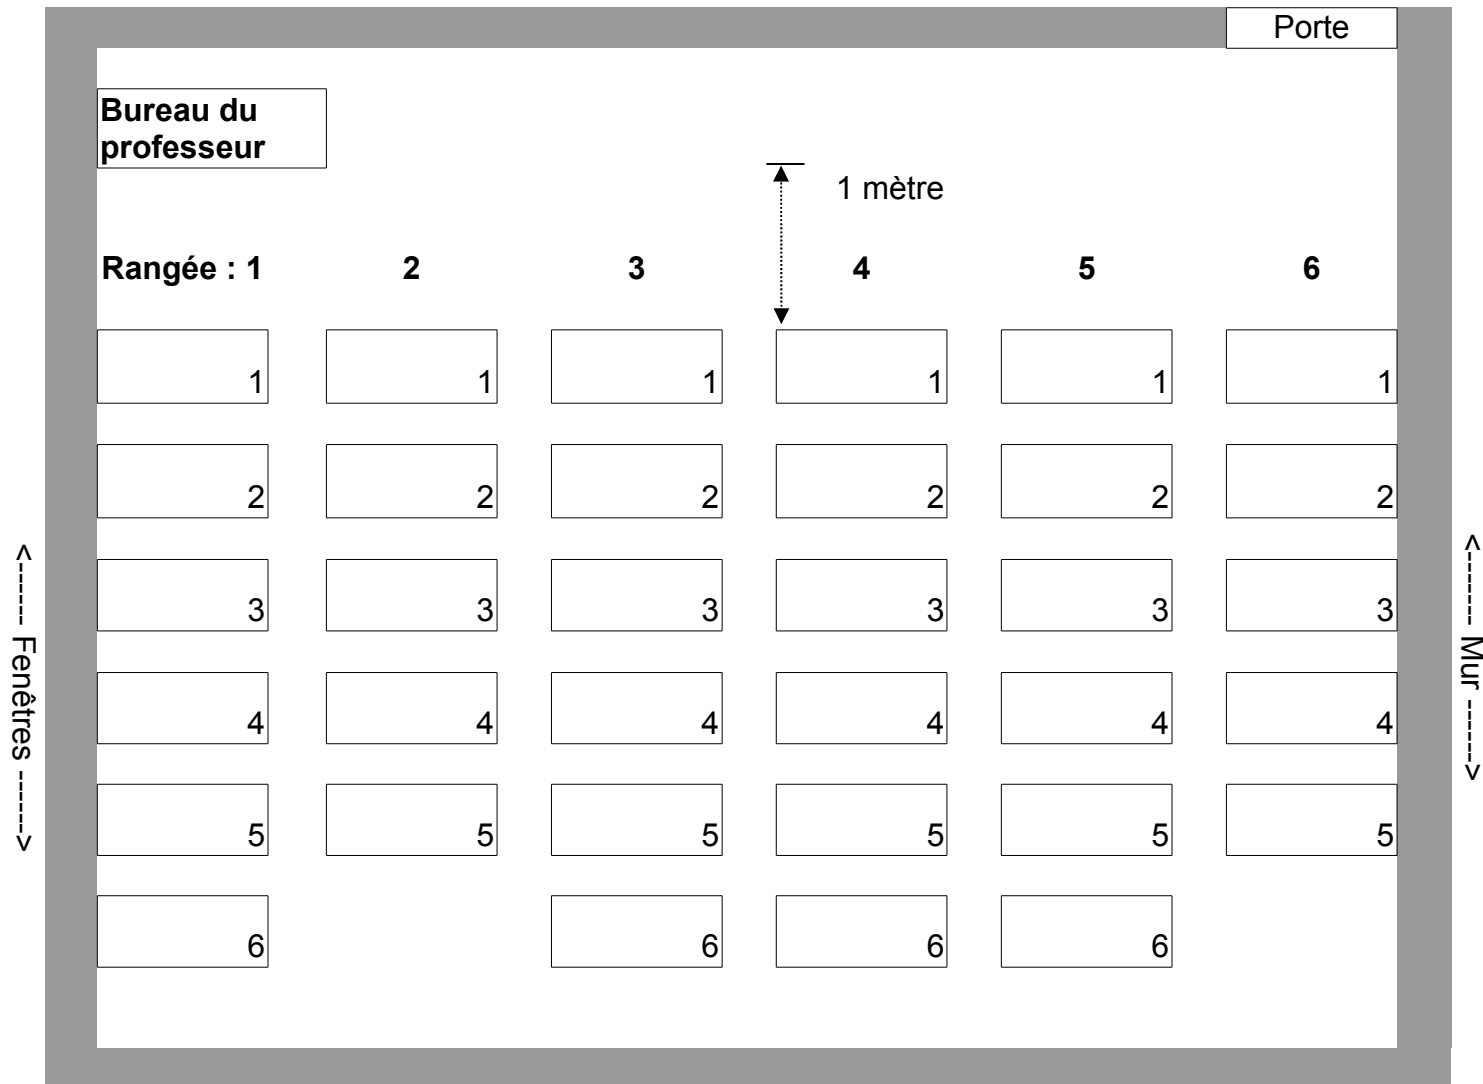 Porte
Bureau du
professeur
1 mètre
Rangée : 1 2 3 4 5 6
1 1 1 1 1 1
2 2 2 2 2 2
3 3 3 3 3 3
4 4 4 4 4 4
5 5 5 5 5 5
6 6 6 6
<------ Fenêtres ------>
<------- Mur ------->